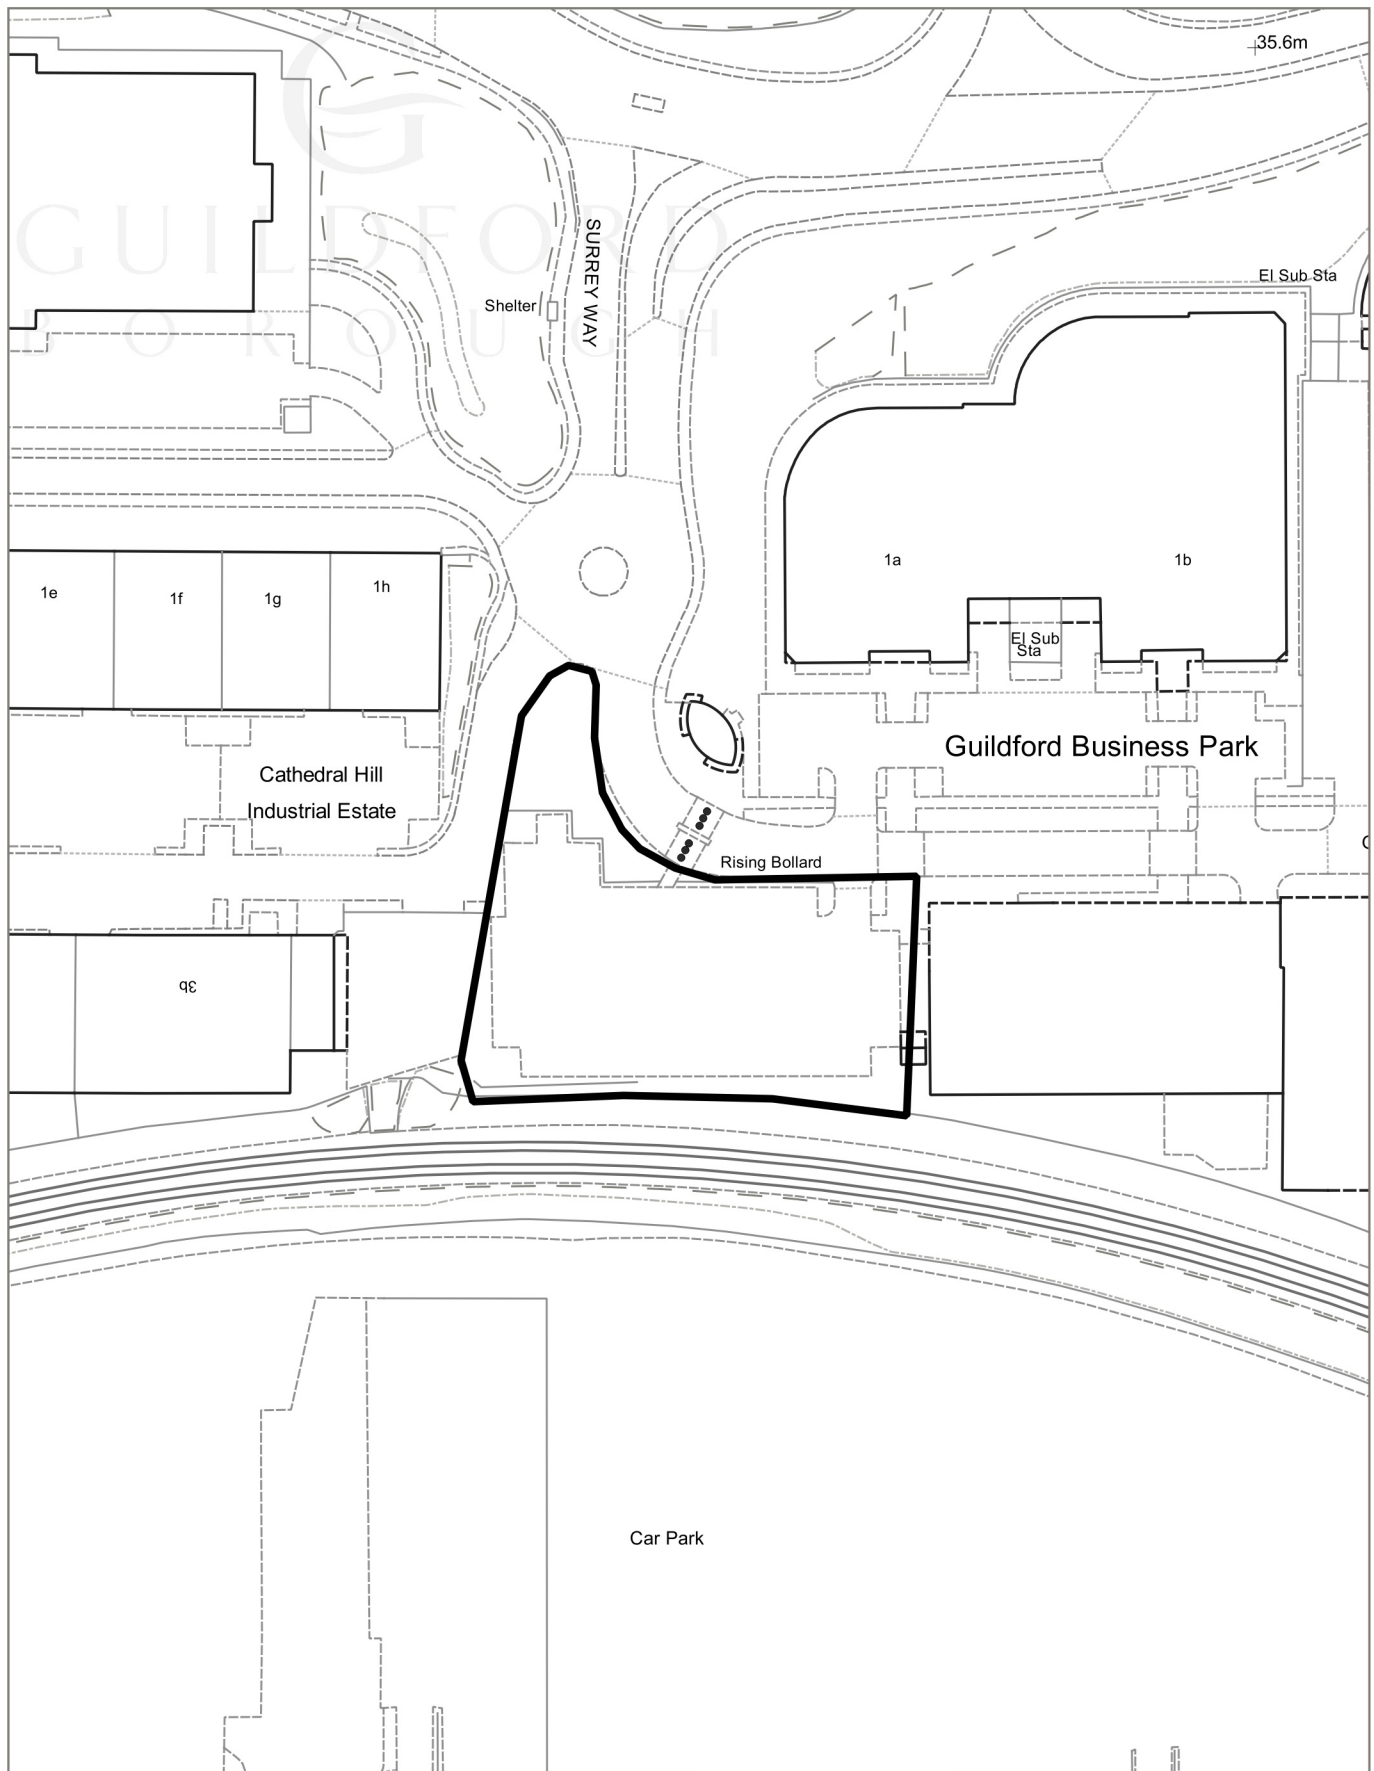 35.6m
GUILDFORD
BOROUGH
SURREY WAY
El Sub Sta
Shelter
1a
1b
1e
1f
1g
1h
El Sub
Sta
Guildford Business Park
Cathedral Hill
Industrial Estate
Rising Bollard
3b
Car Park